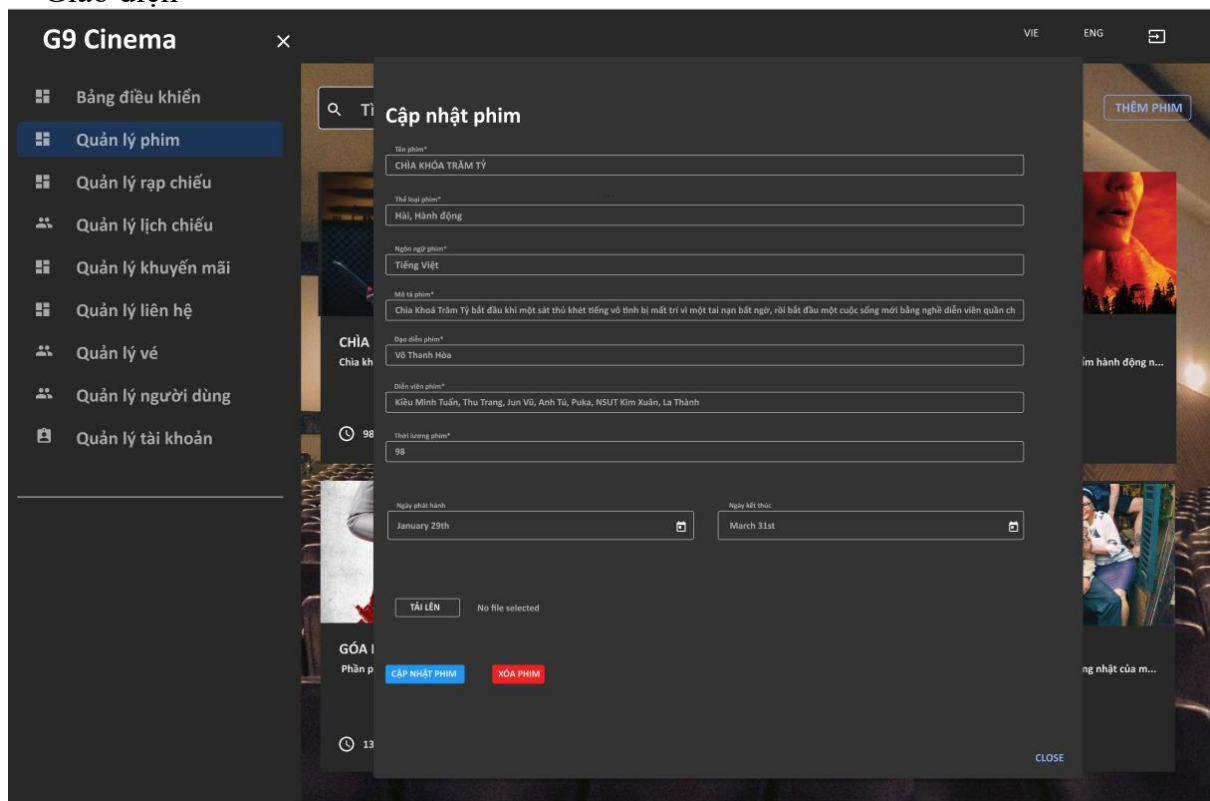 Giao diện
G9 Cinema
×
VIE
ENG
Bảng điều khiển
Quản lý phim
Quản lý rạp chiếu
Quản lý lịch chiếu
Quản lý khuyến mãi
Quản lý liên hệ
Quản lý vé
Quản lý người dùng
Quản lý tài khoản
Tì
THÊM PHIM
Cập nhật phim
Tên phim*
CHÌA KHÓA TRĂM TỶ
Thể loại phim*
Hài, Hành động
Ngôn ngữ phim*
Tiếng Việt
Mô tả phim*
Chìa Khoá Trăm Tỷ bắt đầu khi một sát thủ khét tiếng vô tình bị mất trí vì một tai nạn bất ngờ, rồi bắt đầu một cuộc sống mới bằng nghề diễn viên quần ch
Đạo diễn phim*
Võ Thanh Hòa
Diễn viên phim*
Kiều Minh Tuấn, Thu Trang, Jun Vũ, Anh Tú, Puka, NSUT Kim Xuân, La Thành
Thời lượng phim*
98
Ngày phát hành
January 29th
Ngày kết thúc
March 31st
TẢI LÊN
No file selected
CẬP NHẬT PHIM
XÓA PHIM
CLOSE
CHÌA
Chìa kh
98
ím hành động n...
GÓA
Phần p
13
ng nhật của m...